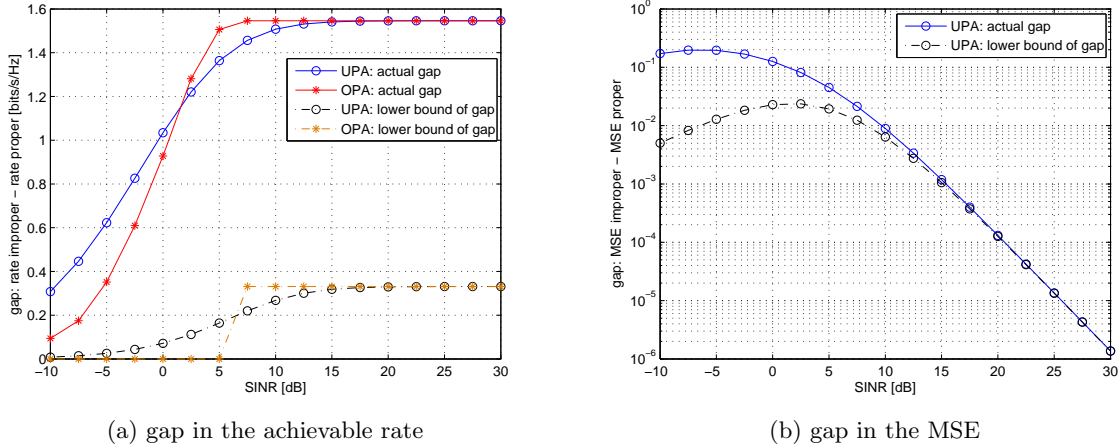 1.6
1.4
1.2
1
0.8
0.6
0.4
0.2
0
gap: rate improper − rate proper [bits/s/Hz]
UPA: actual gap
OPA: actual gap
UPA: lower bound of gap
OPA: lower bound of gap
−10 −5 0 5 10 15 20 25 30
SINR [dB]
(a) gap in the achievable rate
10^0
10^−1
10^−2
10^−3
10^−4
10^−5
10^−6
gap: MSE improper − MSE proper
UPA: actual gap
UPA: lower bound of gap
−10 −5 0 5 10 15 20 25 30
SINR [dB]
(b) gap in the MSE